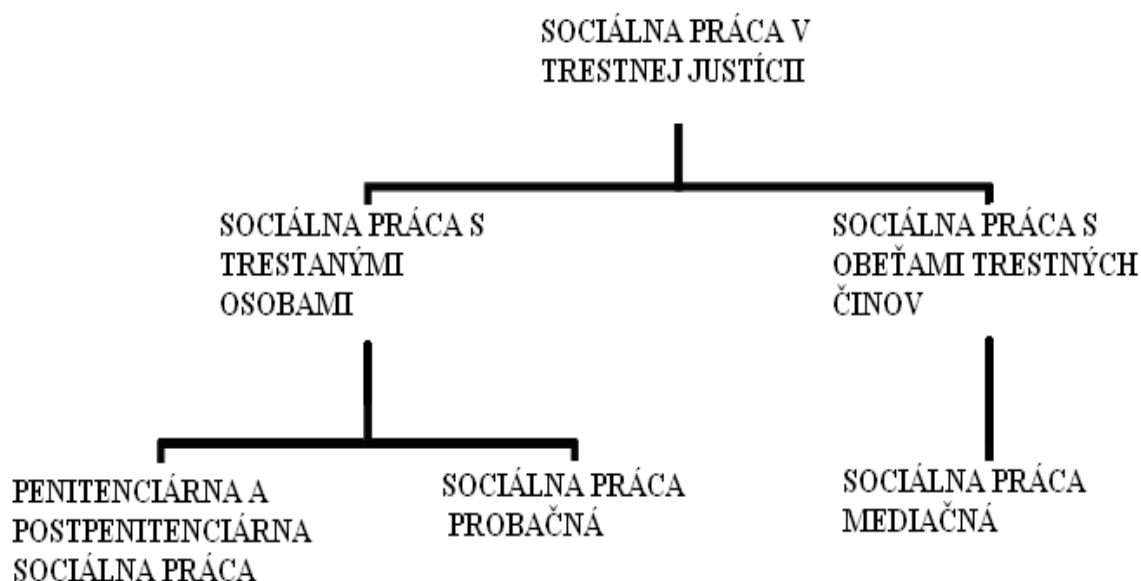 SOCIÁLNA PRÁCA V
TRESTNEJ JUSTÍCII
SOCIÁLNA PRÁCA S
TRESTANÝMI
OSOBAMI
SOCIÁLNA PRÁCA S
OBEŤAMI TRESTNÝCH
ČINOV
PENITENCIÁRNA A
POSTPENITENCIÁRNA
SOCIÁLNA PRÁCA
SOCIÁLNA PRÁCA
PROBAČNÁ
SOCIÁLNA PRÁCA
MEDIAČNÁ